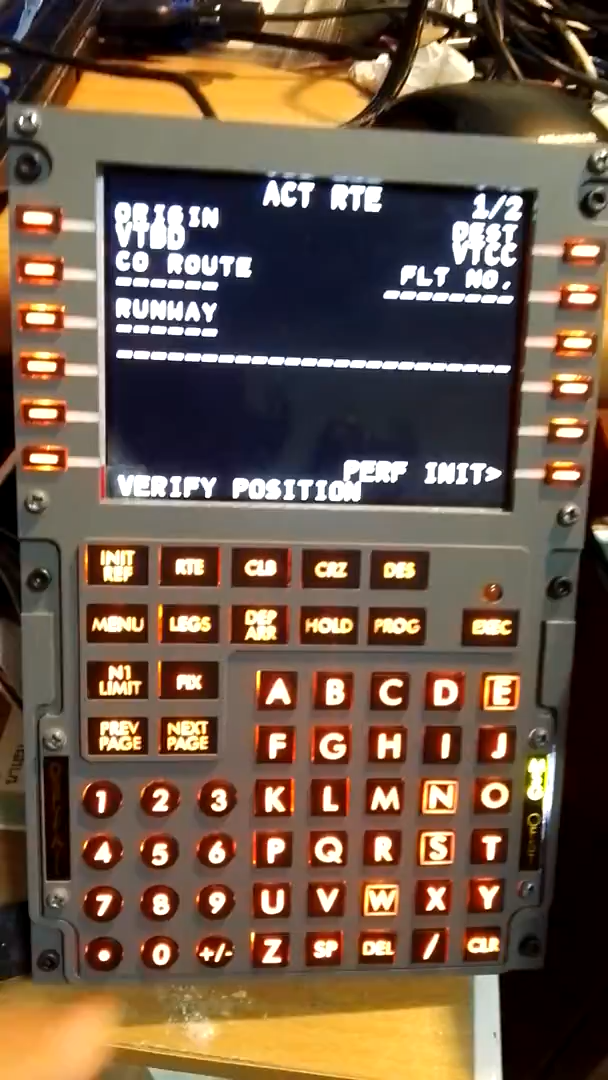 ACT RTE 1/2
ORIGIN DEST
VTBD VTCC
CO ROUTE FLT NO.
RUNWAY
PERF INIT>
VERIFY POSITION
INIT REF RTE CLB CRZ DES
MENU LEGS DEP ARR HOLD PROG EXEC
N1 LIMIT FIX
A B C D E
PREV PAGE NEXT PAGE
F G H I J
1 2 3 K L M N O
4 5 6 P Q R S T
7 8 9 U V W X Y
• 0 +/- Z SP DEL / CLR
MSG
OFST